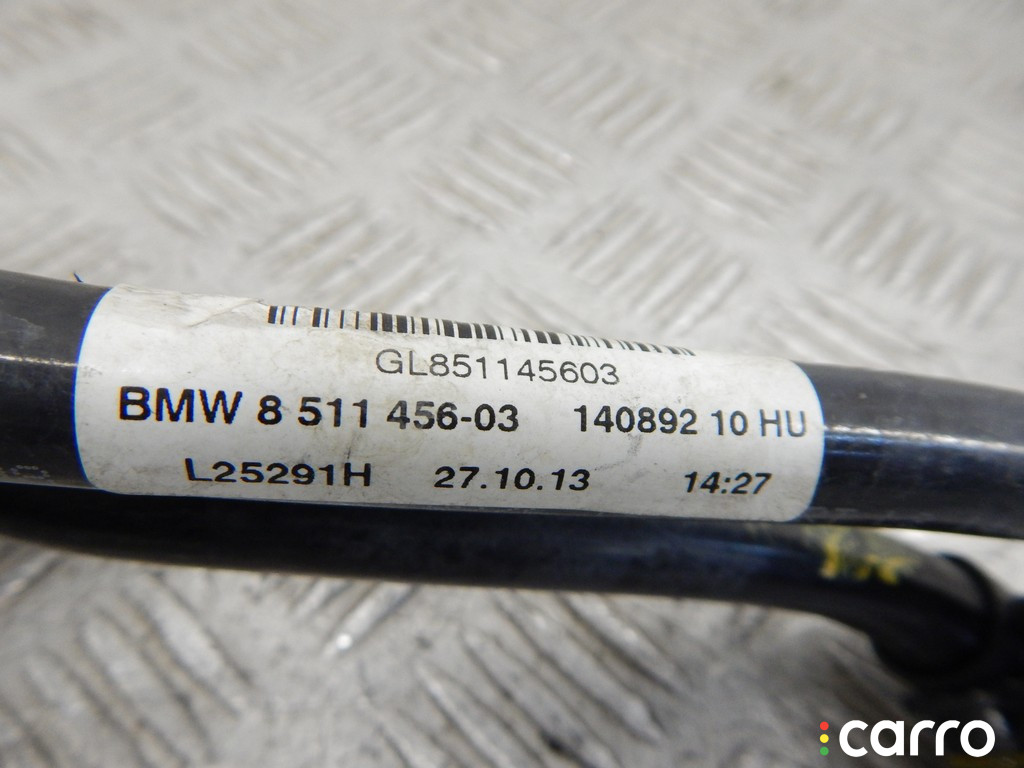 GL851145603
BMW 8 511 456-03 140892 10 HU
L25291H 27.10.13 14:27
carro